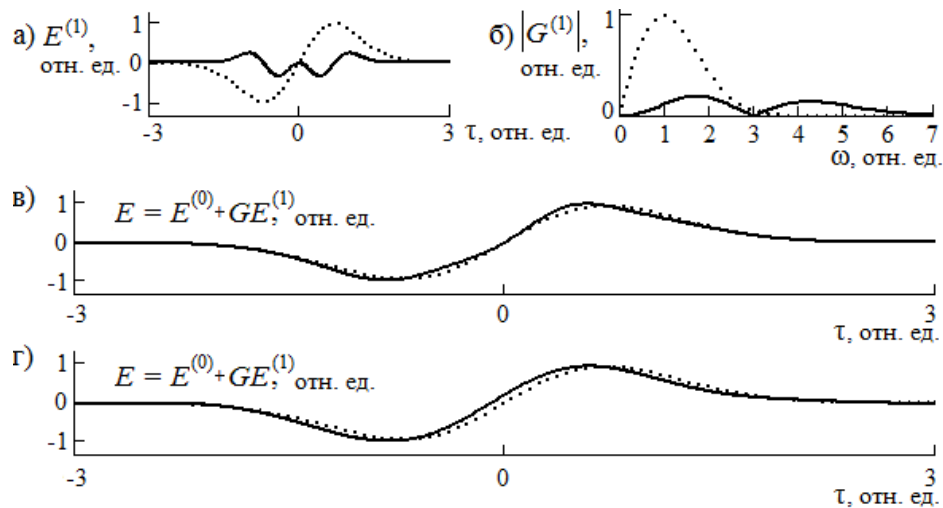 а) E^(1),
отн. ед.
1
0
-1
-3 0 3
τ, отн. ед.
б) |G^(1)|,
отн. ед.
1
0
0 1 2 3 4 5 6 7
ω, отн. ед.
в) E = E^(0)+GE,^(1) отн. ед.
1
0
-1
-3 0 3
τ, отн. ед.
г) E = E^(0)+GE,^(1) отн. ед.
1
0
-1
-3 0 3
τ, отн. ед.